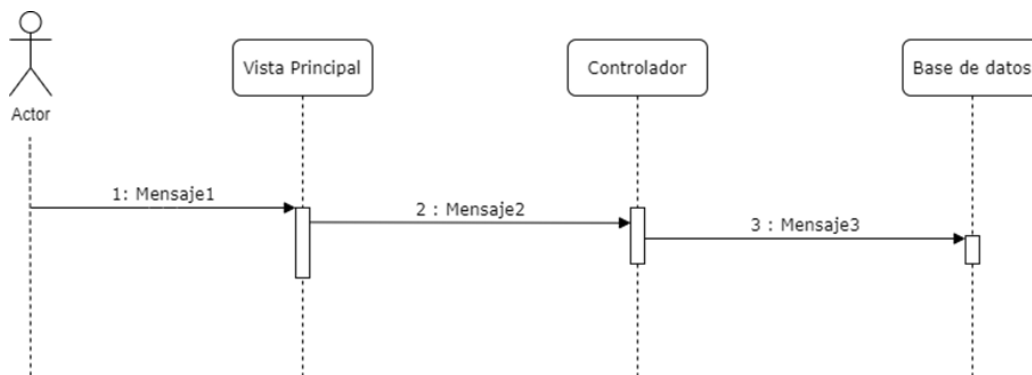 Vista Principal
Controlador
Base de datos
Actor
1: Mensaje1
2 : Mensaje2
3 : Mensaje3